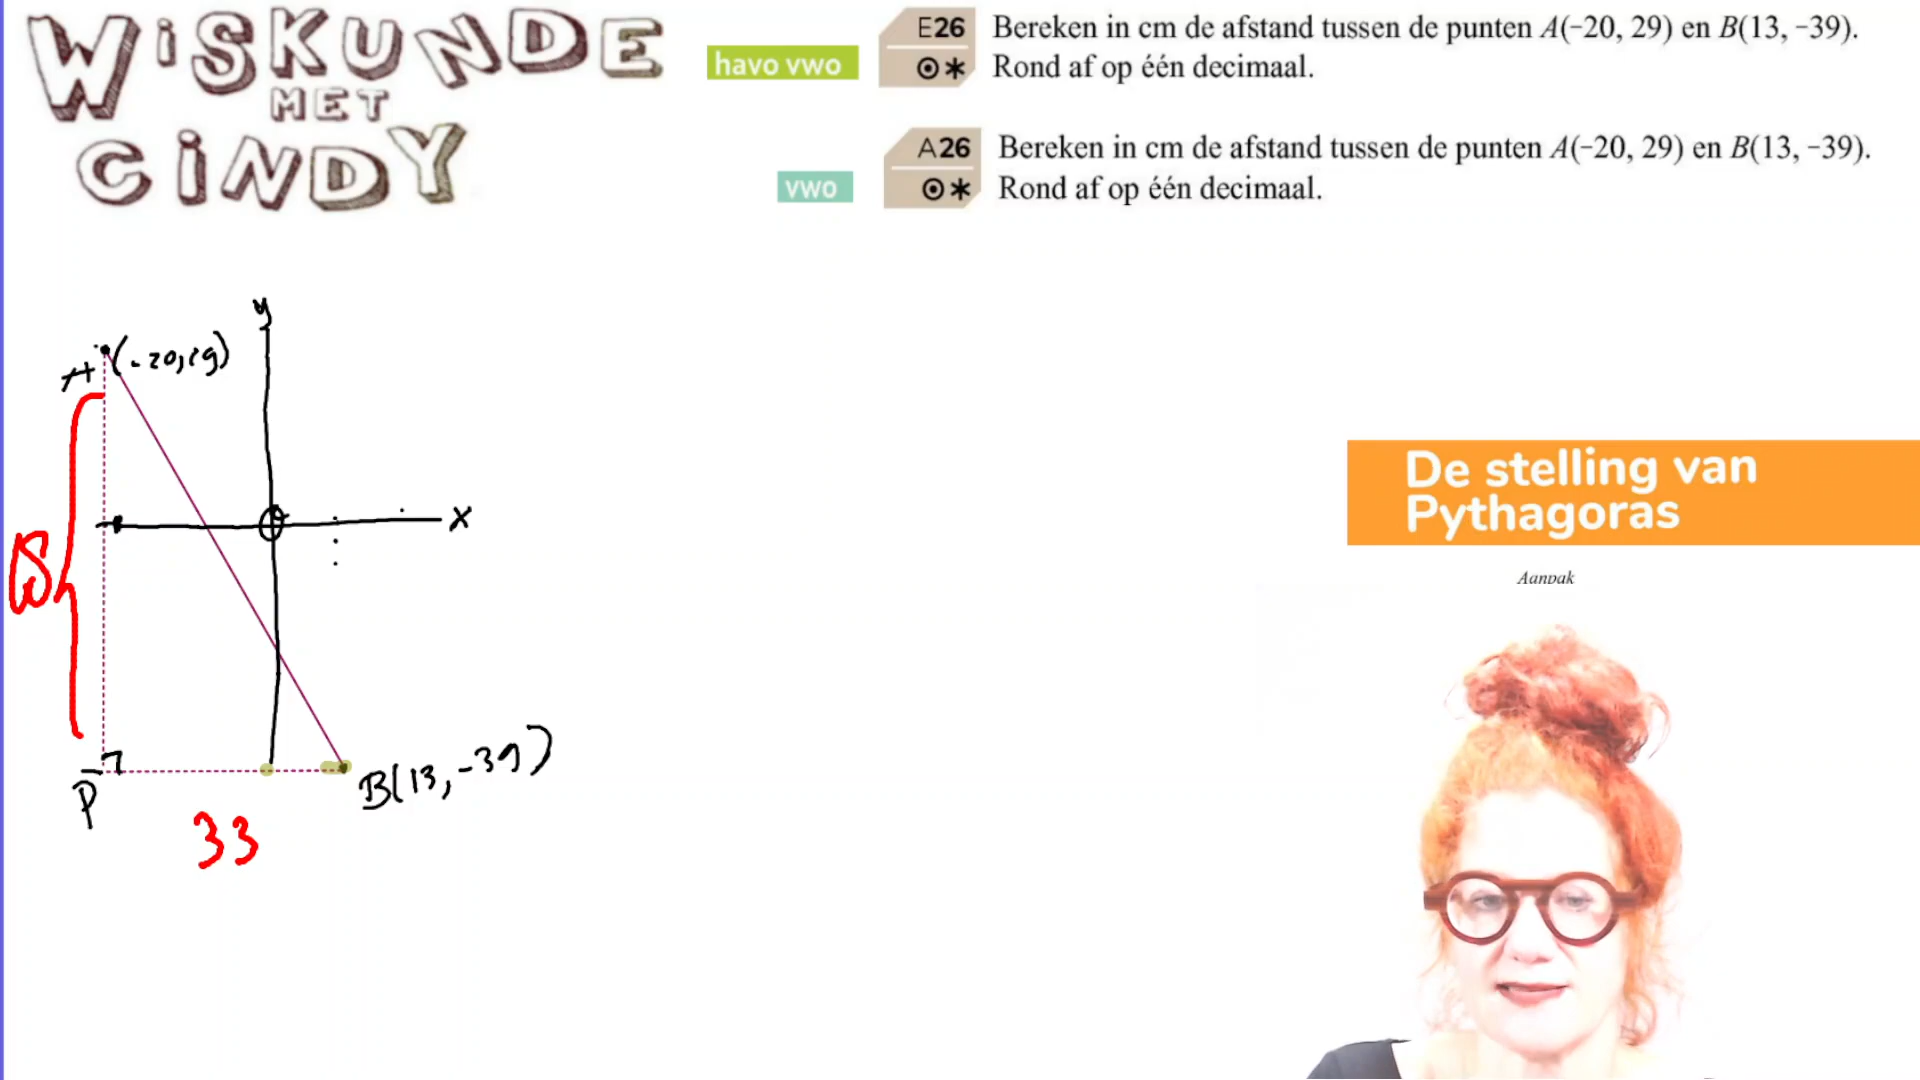 WiSKUNDE
MET
CiNDY
havo vwo
E26 Bereken in cm de afstand tussen de punten A(−20, 29) en B(13, −39).
Rond af op één decimaal.
vwo
A26 Bereken in cm de afstand tussen de punten A(−20, 29) en B(13, −39).
Rond af op één decimaal.
y
A (-20,29)
x
De stelling van
Pythagoras
Aanpak
P
B(13,-39)
33